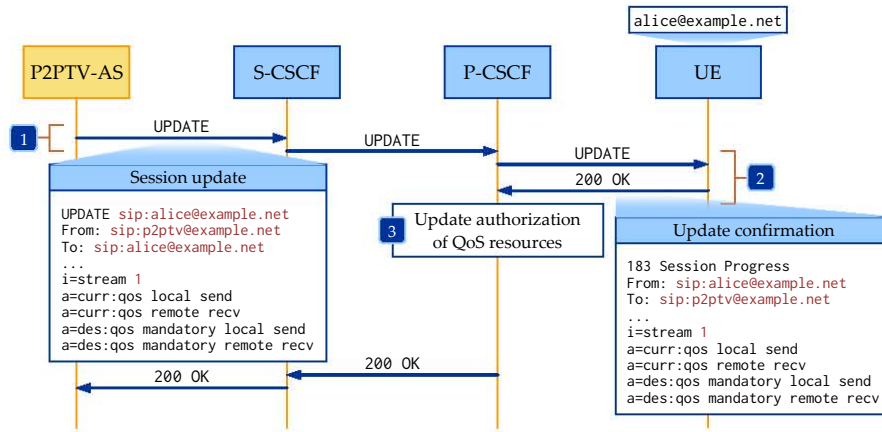 alice@example.net
P2PTV-AS
S-CSCF
P-CSCF
UE
1
UPDATE
UPDATE
UPDATE
200 OK
2
Session update
UPDATE sip:alice@example.net
From: sip:p2ptv@example.net
To: sip:alice@example.net
...
i=stream 1
a=curr:qos local send
a=curr:qos remote recv
a=des:qos mandatory local send
a=des:qos mandatory remote recv
3
Update authorization
of QoS resources
Update confirmation
183 Session Progress
From: sip:alice@example.net
To: sip:p2ptv@example.net
...
i=stream 1
a=curr:qos local send
a=curr:qos remote recv
a=des:qos mandatory local send
a=des:qos mandatory remote recv
200 OK
200 OK